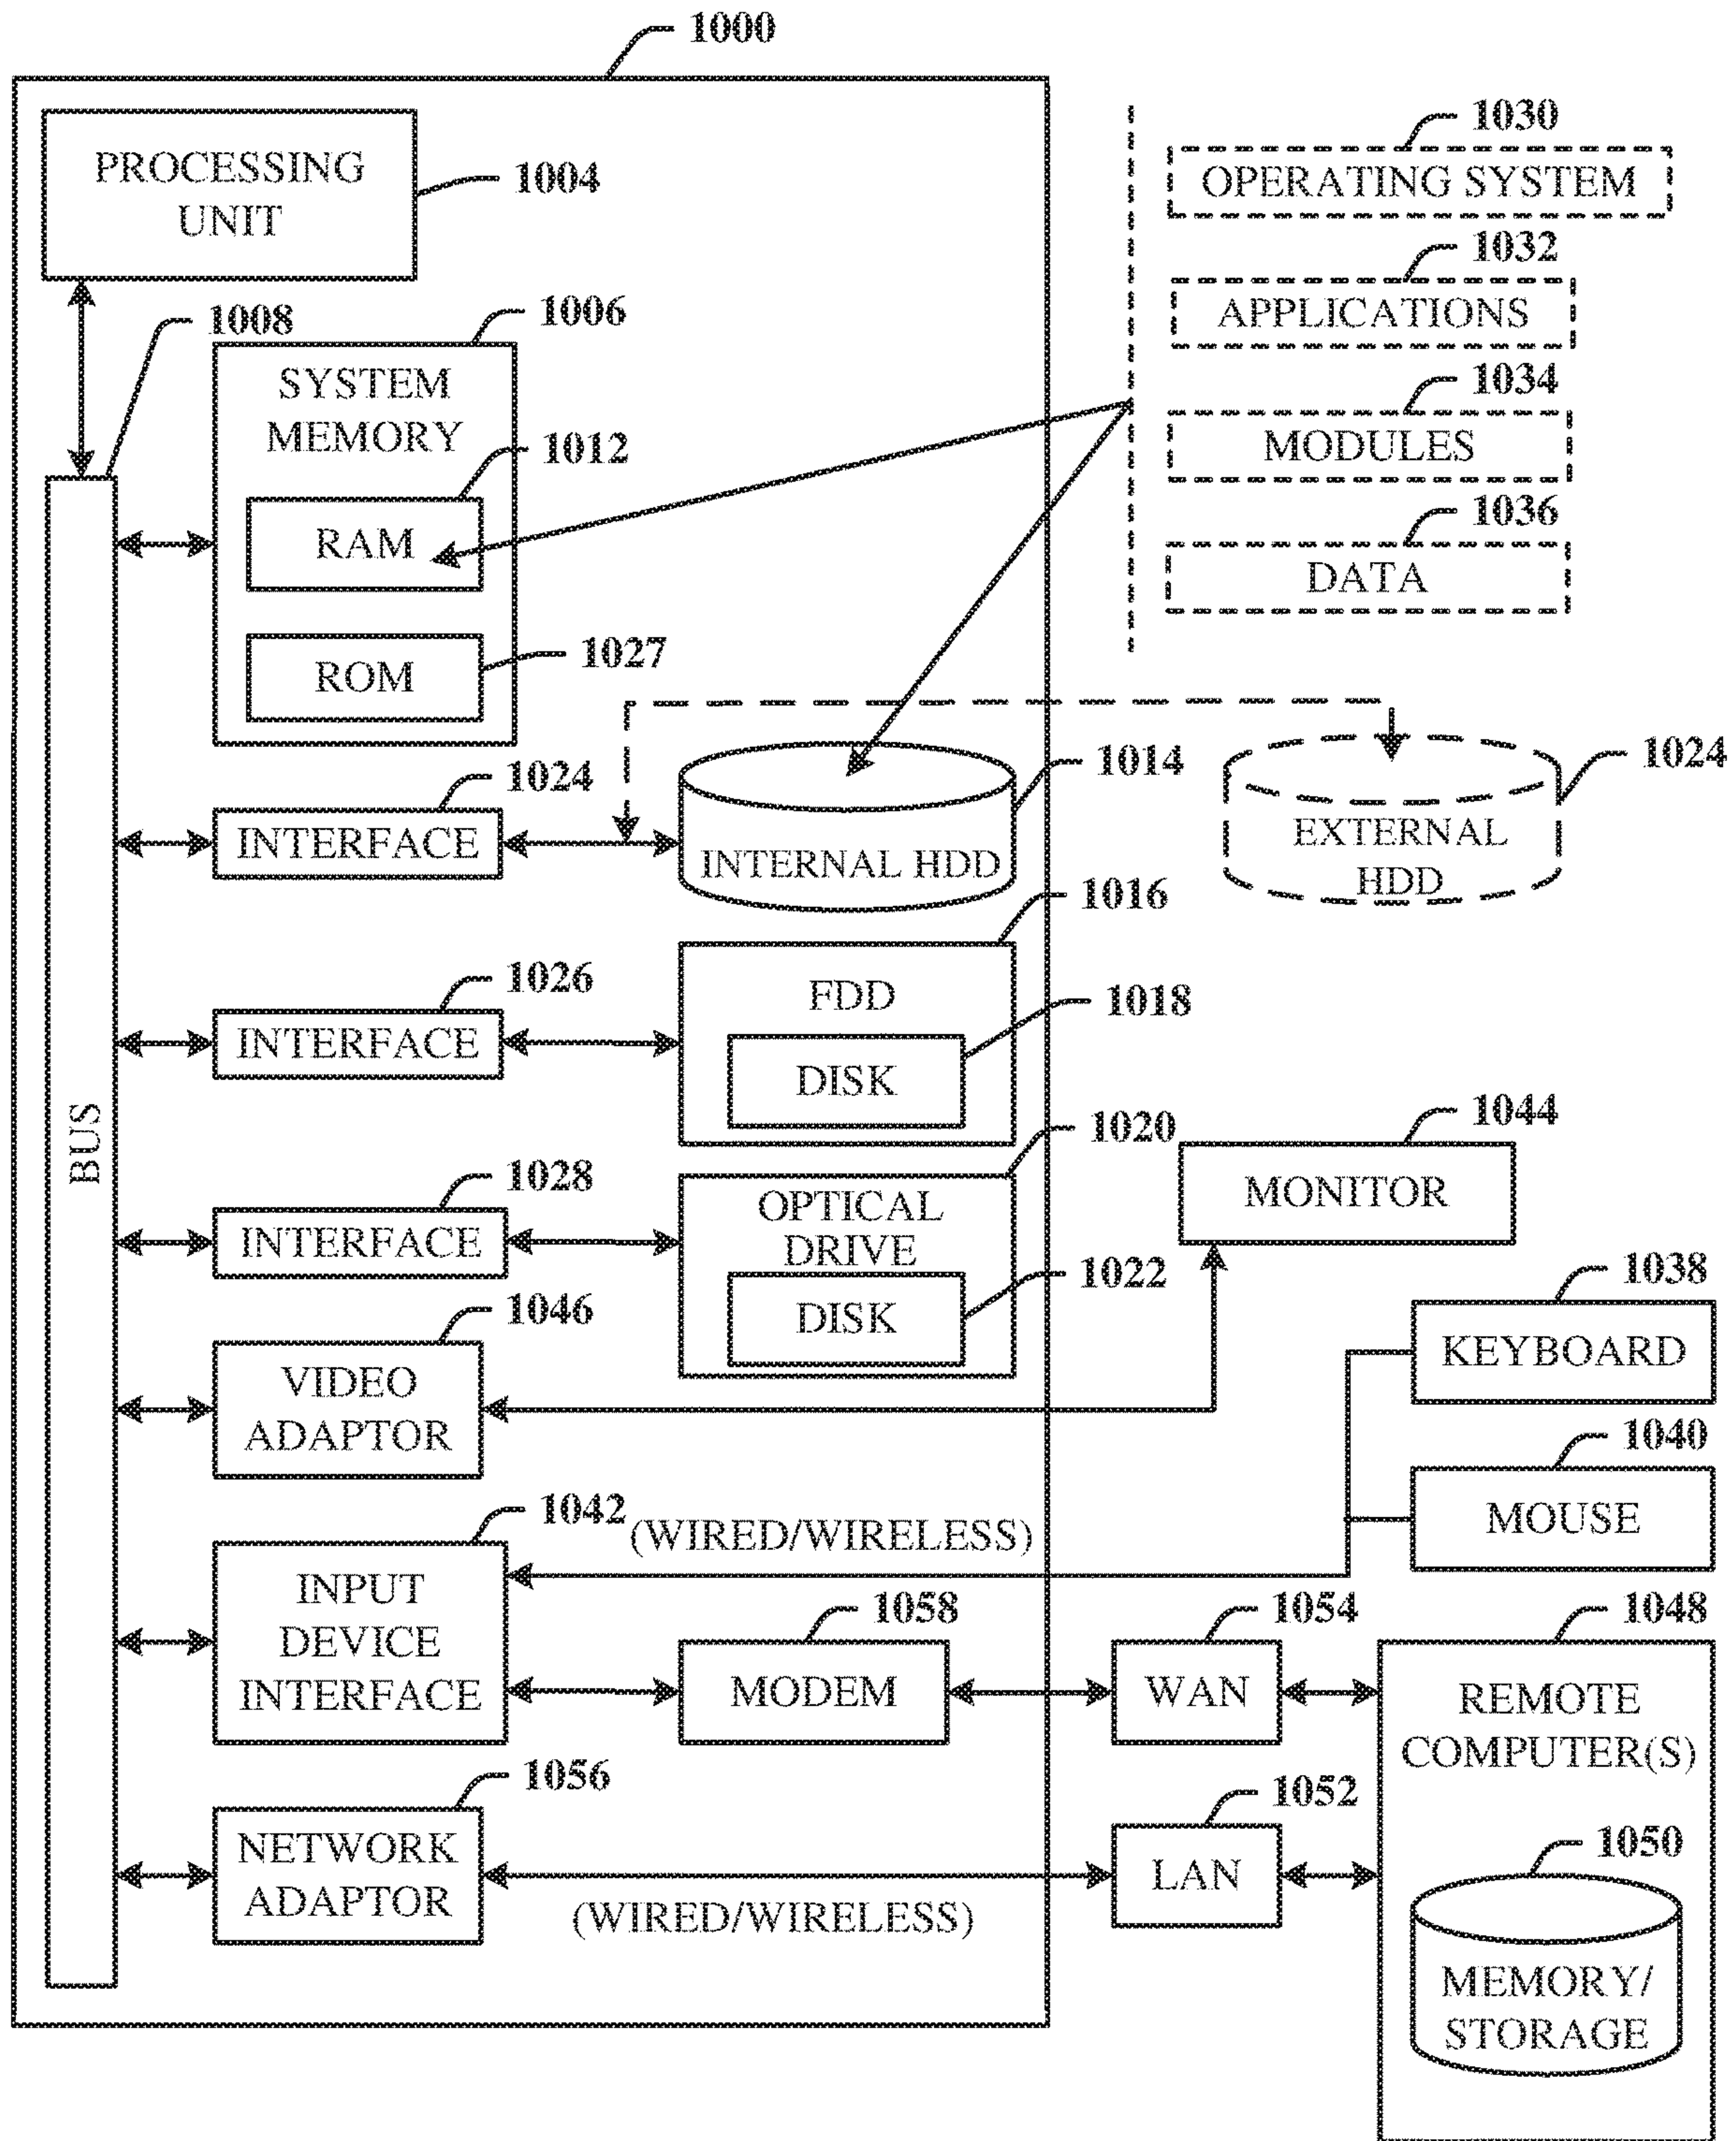 1000
PROCESSING
UNIT
1004
1030
OPERATING SYSTEM
1032
APPLICATIONS
1034
MODULES
1036
DATA
1008
1006
SYSTEM
MEMORY
1012
RAM
ROM
1027
BUS
1024
INTERFACE
1014
INTERNAL HDD
1024
EXTERNAL
HDD
1016
FDD
1018
DISK
1026
INTERFACE
1020
OPTICAL
DRIVE
1022
DISK
1028
INTERFACE
1044
MONITOR
1038
KEYBOARD
1046
VIDEO
ADAPTOR
1040
MOUSE
1042
(WIRED/WIRELESS)
INPUT
DEVICE
INTERFACE
1058
MODEM
1054
WAN
1048
REMOTE
COMPUTER(S)
1056
NETWORK
ADAPTOR
(WIRED/WIRELESS)
1052
LAN
1050
MEMORY/
STORAGE